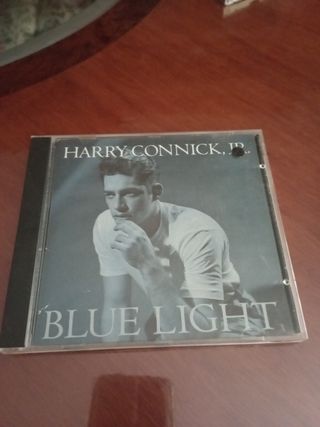 HARRY CONNICK, JR.
BLUE LIGHT